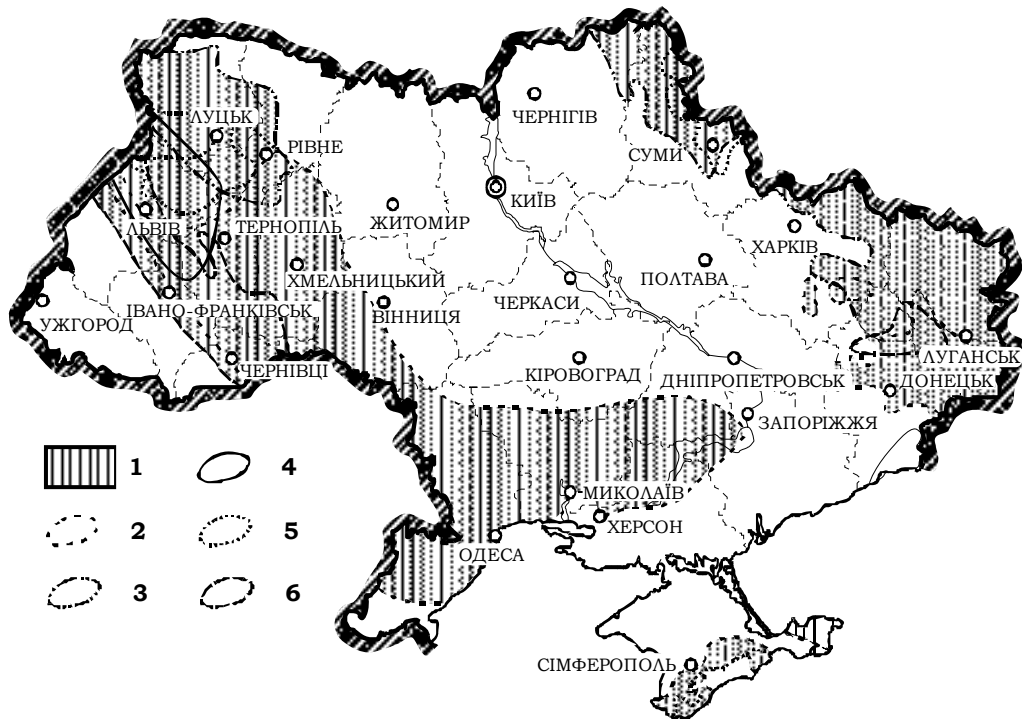 ЧЕРНІГІВ
ЛУЦЬК
РІВНЕ
СУМИ
КИЇВ
ЖИТОМИР
ЛЬВІВ
ТЕРНОПІЛЬ
ХАРКІВ
ХМЕЛЬНИЦЬКИЙ
ПОЛТАВА
ЧЕРКАСИ
УЖГОРОД
ІВАНО-ФРАНКІВСЬК
ВІННИЦЯ
ЛУГАНСЬК
ЧЕРНІВЦІ
КІРОВОГРАД
ДНІПРОПЕТРОВСЬК
ДОНЕЦЬК
ЗАПОРІЖЖЯ
1
4
МИКОЛАЇВ
2
5
ХЕРСОН
ОДЕСА
3
6
СІМФЕРОПОЛЬ